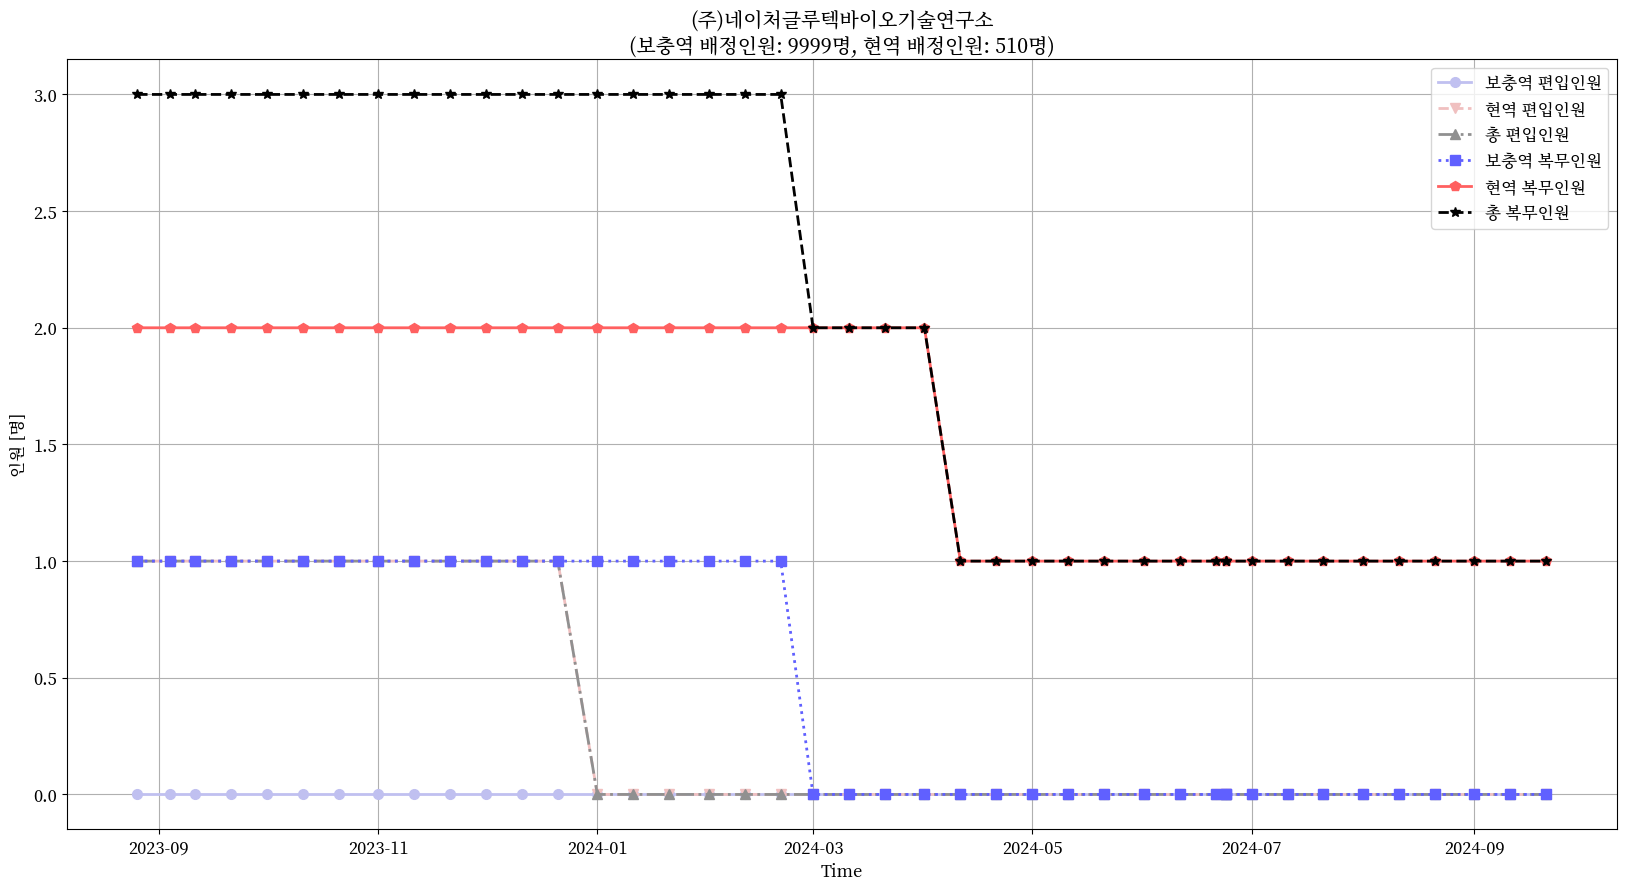 (주)네이처글루텍바이오기술연구소
(보충역 배정인원: 9999명, 현역 배정인원: 510명)
보충역 편입인원
현역 편입인원
총 편입인원
보충역 복무인원
현역 복무인원
총 복무인원
인원 [명]
3.0
2.5
2.0
1.5
1.0
0.5
0.0
2023-09
2023-11
2024-01
2024-03
2024-05
2024-07
2024-09
Time